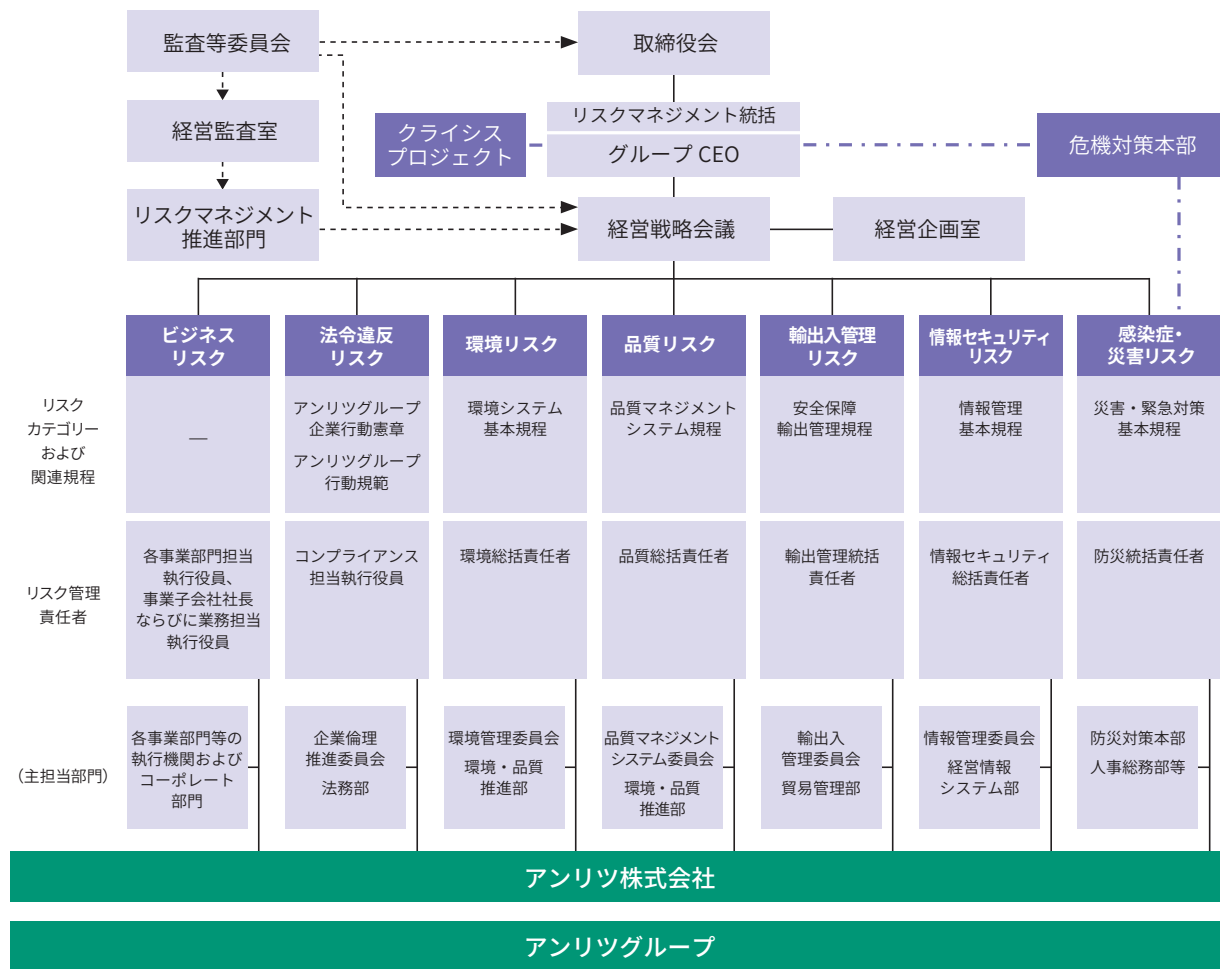 監査等委員会
取締役会
経営監査室
クライシス
プロジェクト
リスクマネジメント統括
グループ CEO
危機対策本部
リスクマネジメント
推進部門
経営戦略会議
経営企画室
ビジネス
リスク
法令違反
リスク
環境リスク
品質リスク
輸出入管理
リスク
情報セキュリティ
リスク
感染症・
災害リスク
リスク
カテゴリー
および
関連規程
―
アンリツグループ
企業行動憲章
アンリツグループ
行動規範
環境システム
基本規程
品質マネジメント
システム規程
安全保障
輸出管理規程
情報管理
基本規程
災害・緊急対策
基本規程
リスク管理
責任者
各事業部門担当
執行役員、
事業子会社社長
ならびに業務担当
執行役員
コンプライアンス
担当執行役員
環境総括責任者
品質総括責任者
輸出管理統括
責任者
情報セキュリティ
総括責任者
防災統括責任者
（主担当部門）
各事業部門等の
執行機関および
コーポレート
部門
企業倫理
推進委員会
法務部
環境管理委員会
環境・品質
推進部
品質マネジメント
システム委員会
環境・品質
推進部
輸出入
管理委員会
貿易管理部
情報管理委員会
経営情報
システム部
防災対策本部
人事総務部等
アンリツ株式会社
アンリツグループ